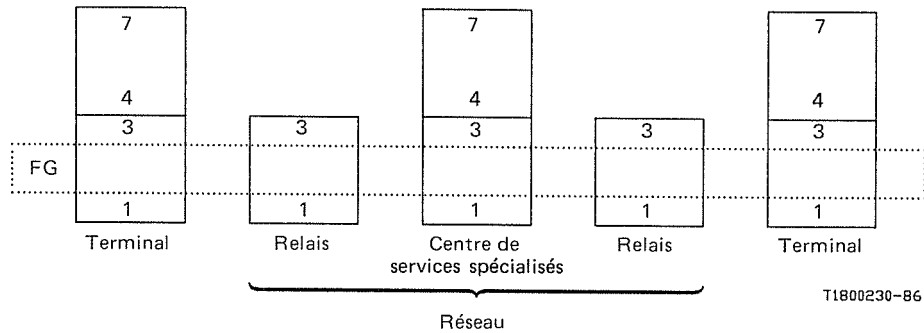 7 7 7
4 4 4
3 3 3 3 3
FG
1 1 1 1 1
Terminal Relais Centre de Relais Terminal
services spécialisés
T1800230-86
Réseau